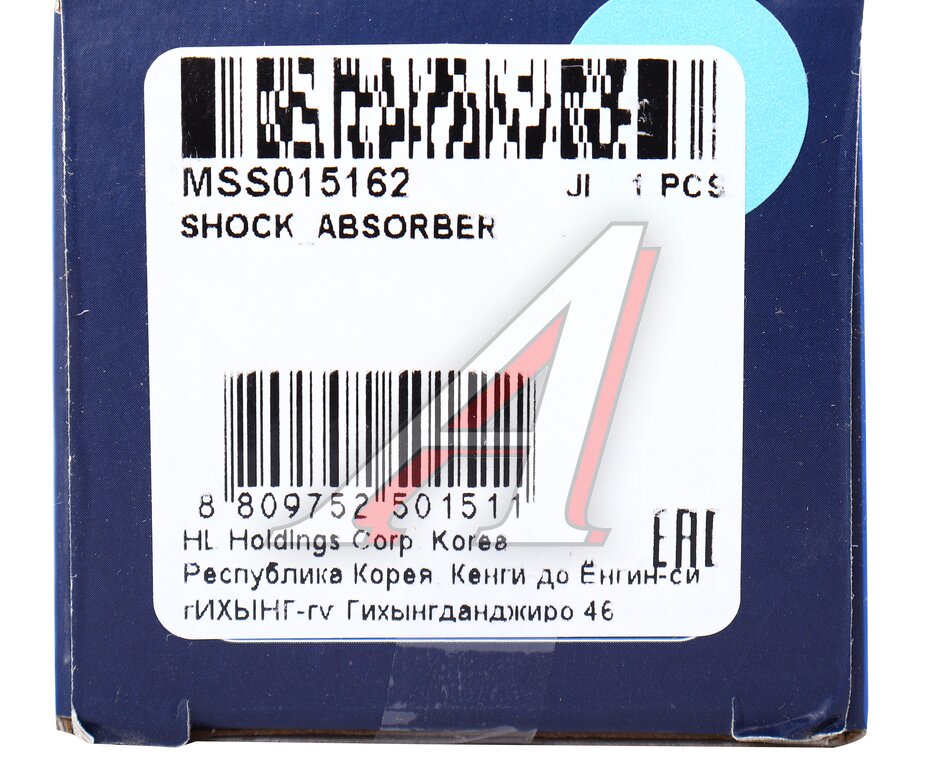 MSS015162 JI 1 PCS
SHOCK ABSORBER
8 809752 501511
HL Holdings Corp. Korea
EAC
Республика Корея, Кенги до Ёнгин-си
гИХЫНГ-гу Гихынгданджиро 46